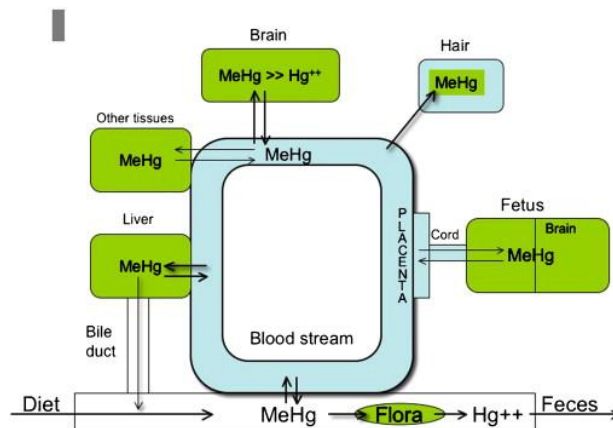 Brain
MeHg >> Hg++
Hair
MeHg
Other tissues
MeHg
MeHg
Liver
MeHg
PLACENTA
Cord
Fetus
Brain
MeHg
Bile
duct
Blood stream
Diet
MeHg
Flora
Hg++
Feces